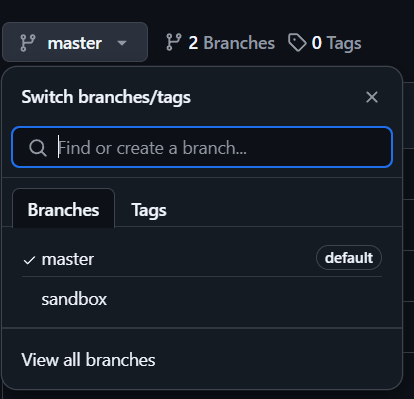 master 2 Branches 0 Tags
Switch branches/tags
Find or create a branch...
Branches Tags
master default
sandbox
View all branches